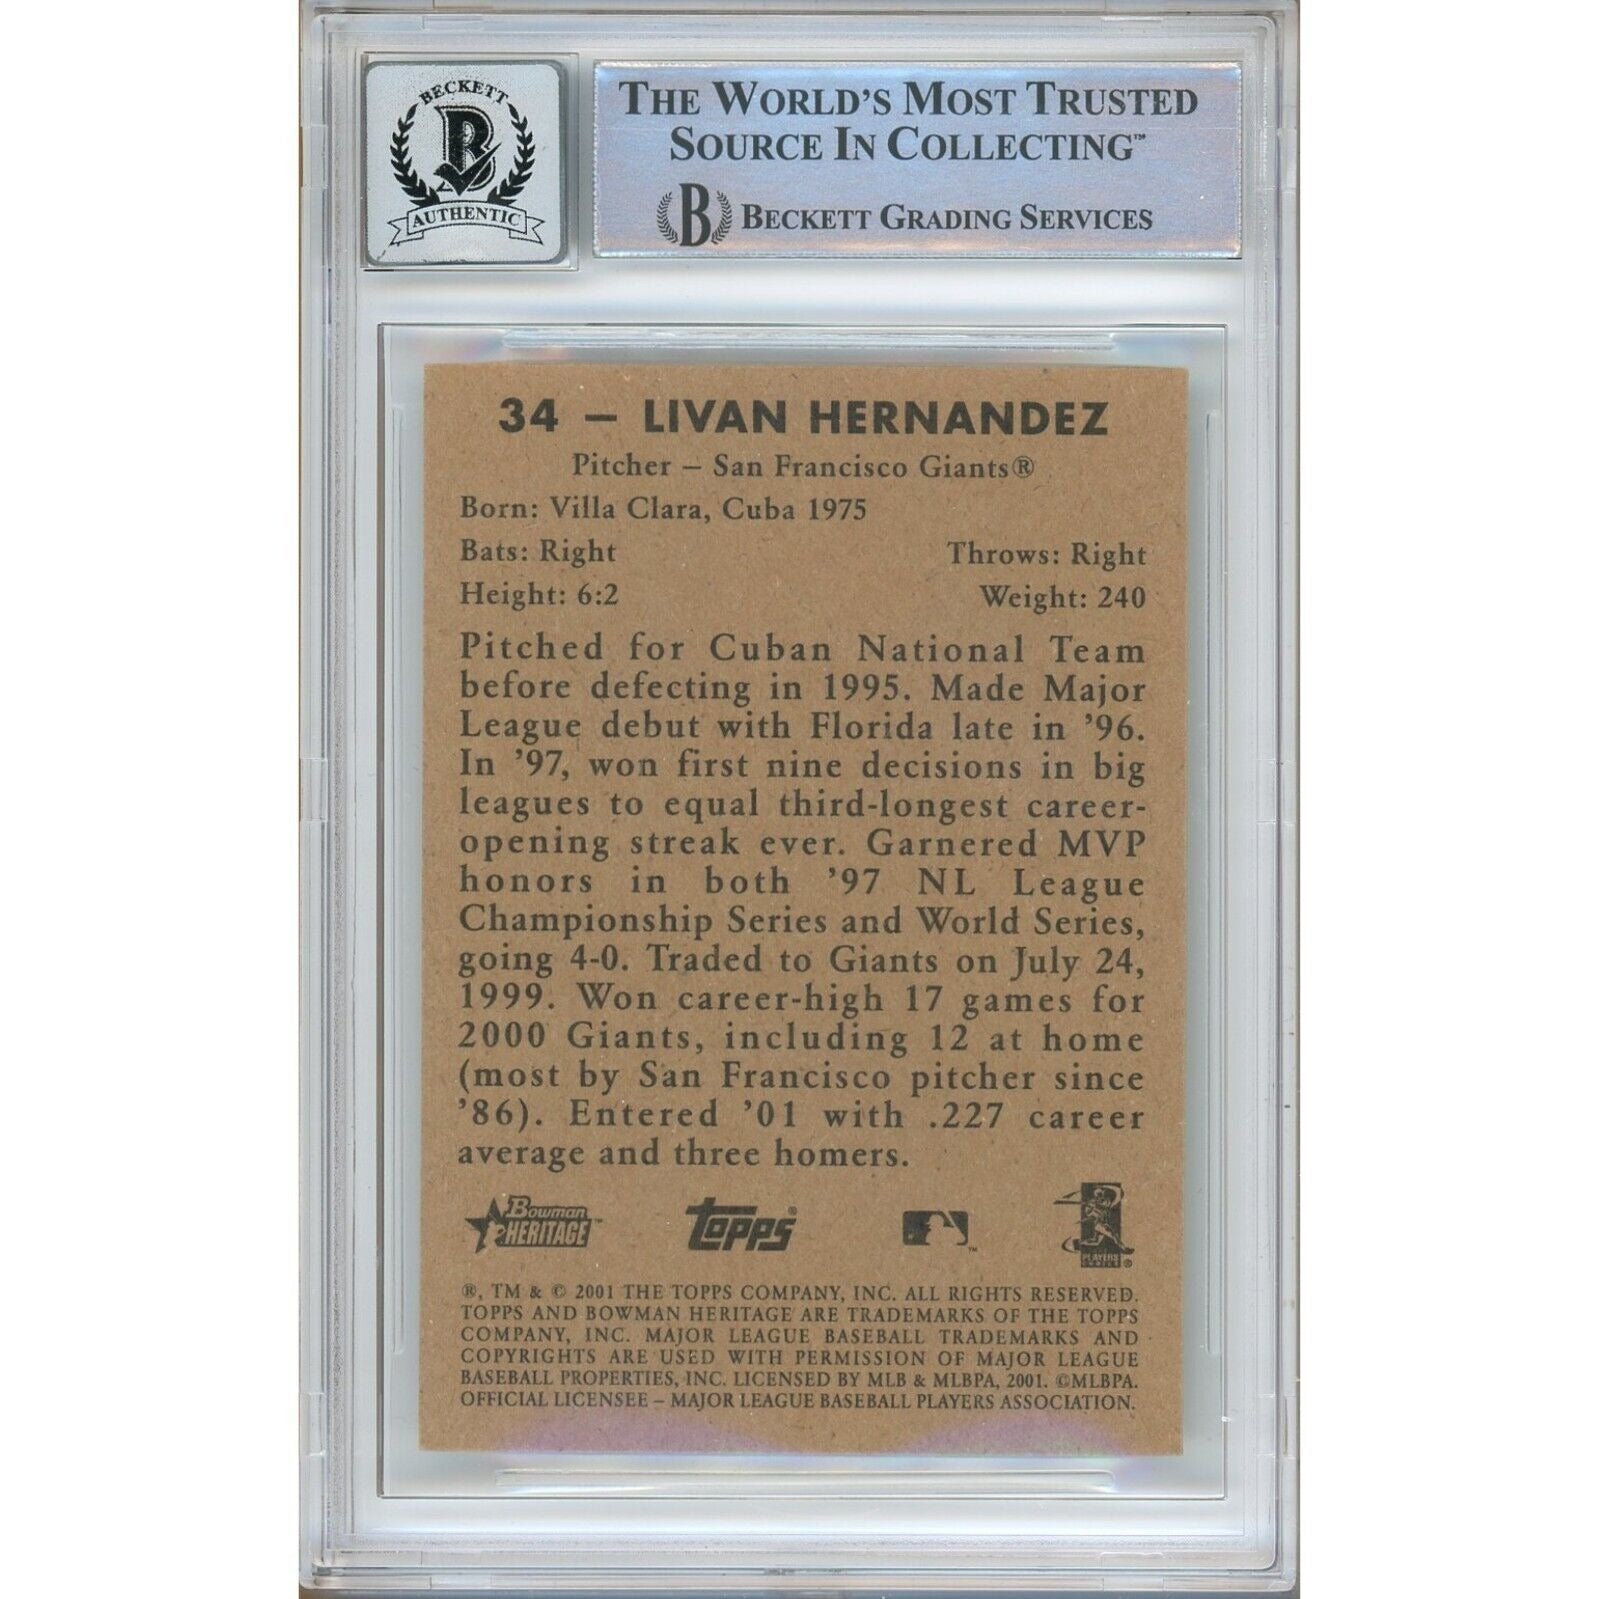 BECKETT
B
AUTHENTIC
THE WORLD'S MOST TRUSTED
SOURCE IN COLLECTING™
B BECKETT GRADING SERVICES
34 – LIVAN HERNANDEZ
Pitcher – San Francisco Giants®
Born: Villa Clara, Cuba 1975
Bats: Right Throws: Right
Height: 6:2 Weight: 240
Pitched for Cuban National Team
before defecting in 1995. Made Major
League debut with Florida late in '96.
In '97, won first nine decisions in big
leagues to equal third-longest career-
opening streak ever. Garnered MVP
honors in both '97 NL League
Championship Series and World Series,
going 4-0. Traded to Giants on July 24,
1999. Won career-high 17 games for
2000 Giants, including 12 at home
(most by San Francisco pitcher since
'86). Entered '01 with .227 career
average and three homers.
Bowman HERITAGE™ Topps® ™ PLAYERS CHOICE®
®, TM & © 2001 THE TOPPS COMPANY, INC. ALL RIGHTS RESERVED.
TOPPS AND BOWMAN HERITAGE ARE TRADEMARKS OF THE TOPPS
COMPANY, INC. MAJOR LEAGUE BASEBALL TRADEMARKS AND
COPYRIGHTS ARE USED WITH PERMISSION OF MAJOR LEAGUE
BASEBALL PROPERTIES, INC. LICENSED BY MLB & MLBPA, 2001. ©MLBPA.
OFFICIAL LICENSEE – MAJOR LEAGUE BASEBALL PLAYERS ASSOCIATION.